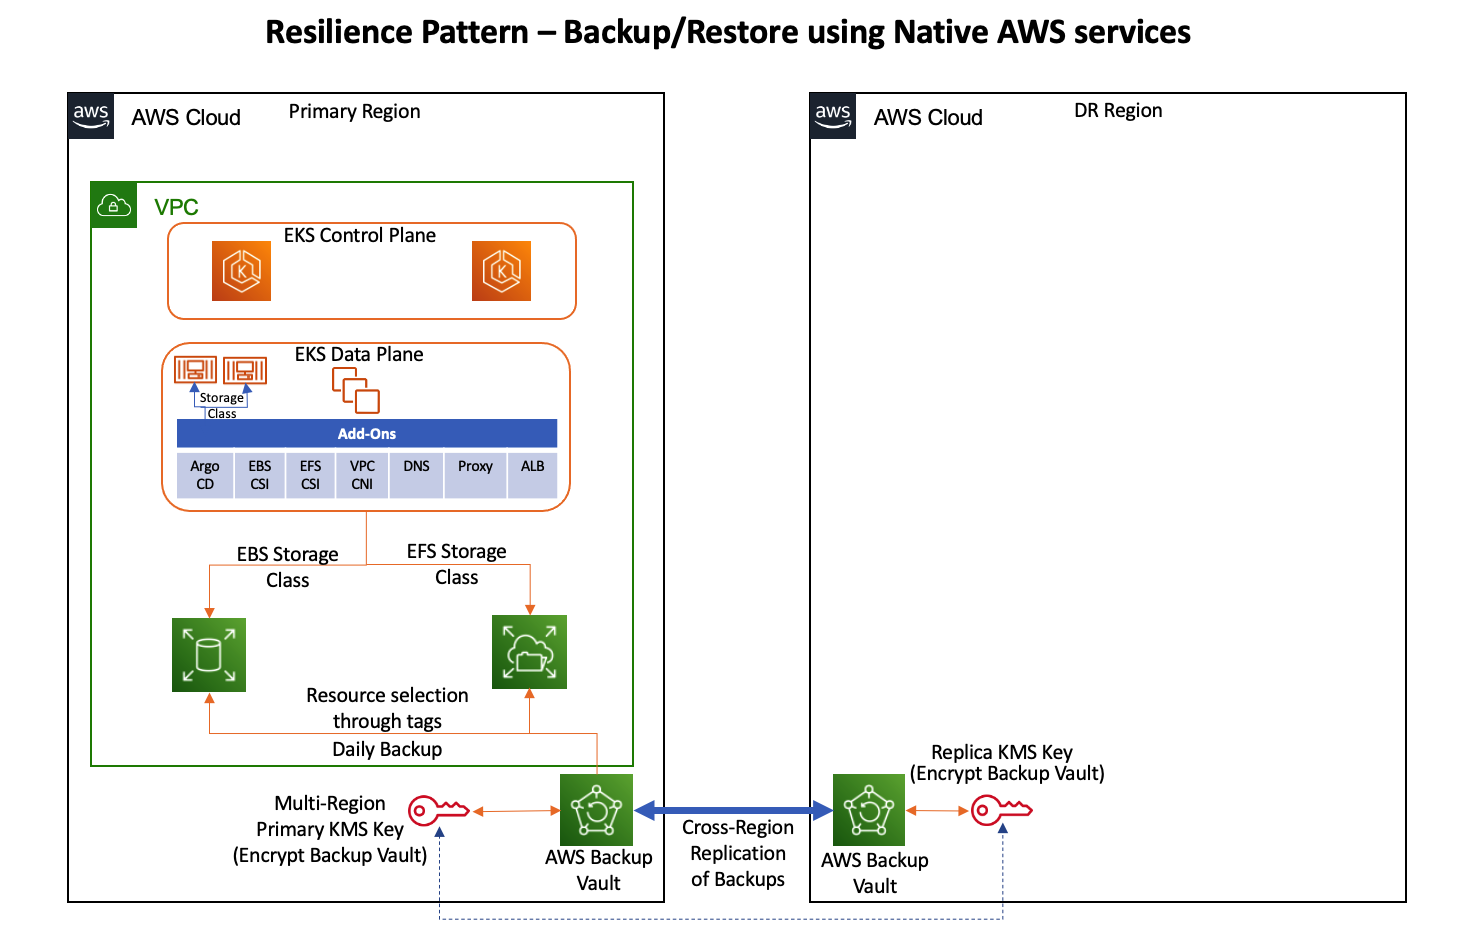 Resilience Pattern – Backup/Restore using Native AWS services
aws
AWS Cloud
Primary Region
VPC
EKS Control Plane
K
K
EKS Data Plane
Storage
Class
Add-Ons
Argo
CD
EBS
CSI
EFS
CSI
VPC
CNI
DNS
Proxy
ALB
EBS Storage
Class
EFS Storage
Class
Resource selection
through tags
Daily Backup
Multi-Region
Primary KMS Key
(Encrypt Backup Vault)
AWS Backup
Vault
Cross-Region
Replication
of Backups
aws
AWS Cloud
DR Region
Replica KMS Key
(Encrypt Backup Vault)
AWS Backup
Vault